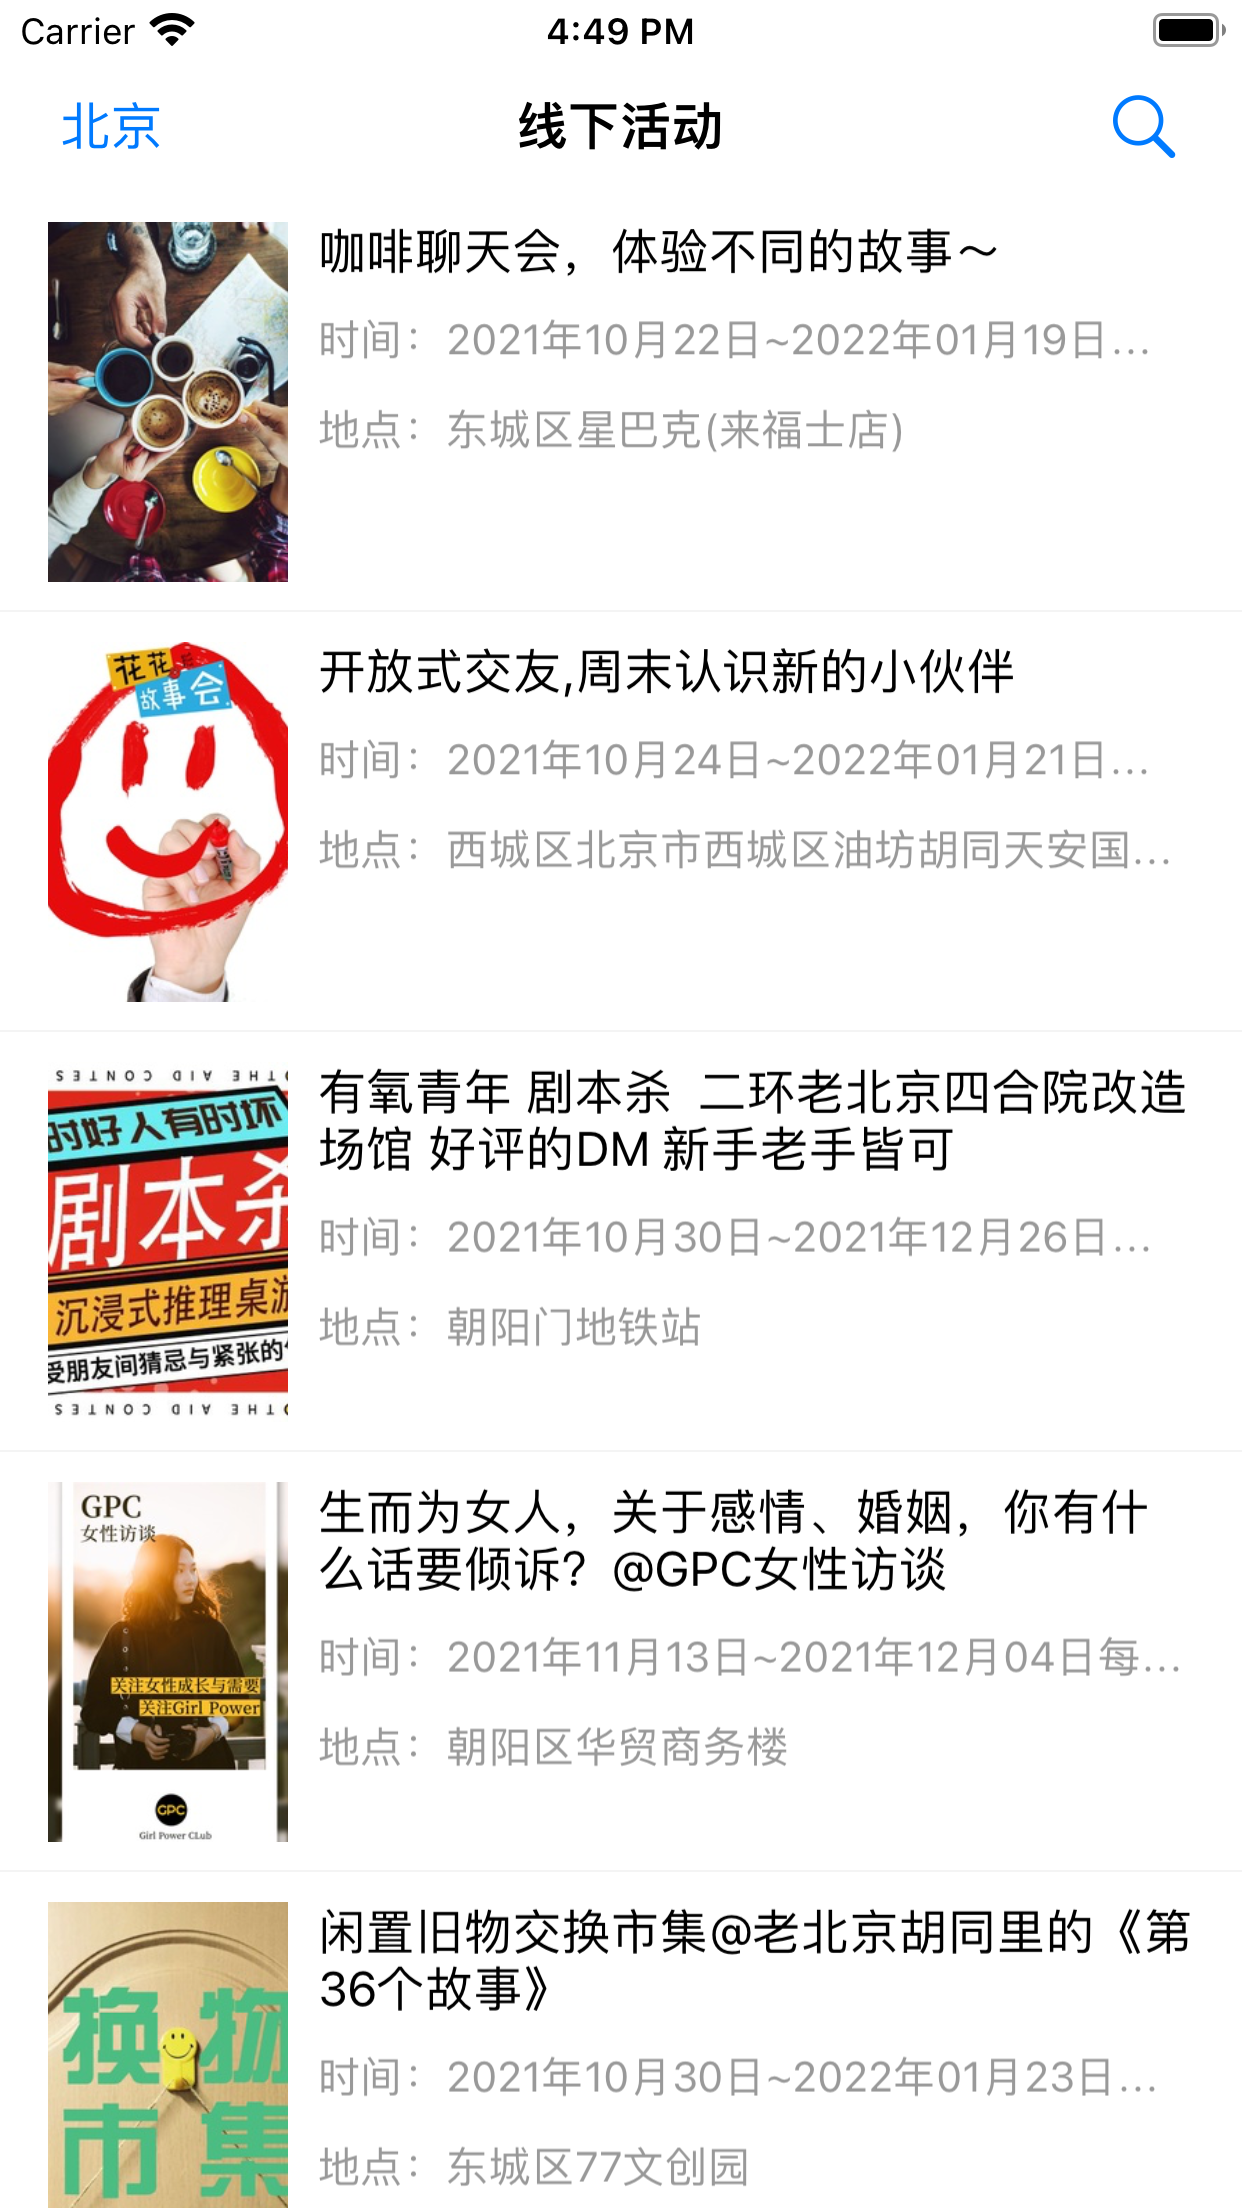 Carrier
4:49 PM
北京
线下活动
咖啡聊天会，体验不同的故事～
时间：2021年10月22日~2022年01月19日...
地点：东城区星巴克(来福士店)
花花
故事会
开放式交友,周末认识新的小伙伴
时间：2021年10月24日~2022年01月21日...
地点：西城区北京市西城区油坊胡同天安国...
时好人有时坏
剧本杀
沉浸式推理桌游
受朋友间猜忌与紧张的
OTHE AID CONTES
有氧青年 剧本杀  二环老北京四合院改造
场馆 好评的DM 新手老手皆可
时间：2021年10月30日~2021年12月26日...
地点：朝阳门地铁站
GPC
女性访谈
关注女性成长与需要
关注Girl Power
GPC
Girl Power CLub
生而为女人，关于感情、婚姻，你有什
么话要倾诉？@GPC女性访谈
时间：2021年11月13日~2021年12月04日每...
地点：朝阳区华贸商务楼
换物
市集
闲置旧物交换市集@老北京胡同里的《第
36个故事》
时间：2021年10月30日~2022年01月23日...
地点：东城区77文创园